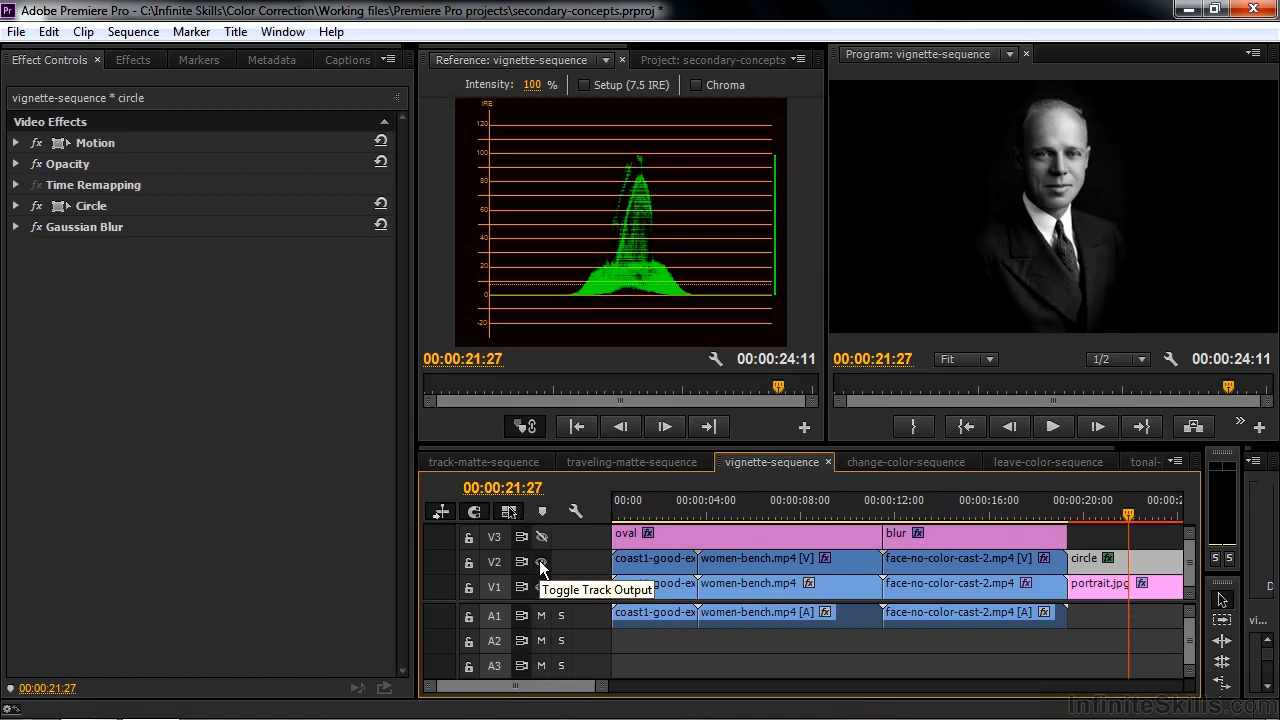 Adobe Premiere Pro - C:\Infinite Skills\Color Correction\Working files\Premiere Pro projects\secondary-concepts.prproj *
File Edit Clip Sequence Marker Title Window Help
Effect Controls × Effects Markers Metadata Captions
Reference: vignette-sequence × Project: secondary-concepts
Program: vignette-sequence ×
vignette-sequence * circle
Intensity: 100 % Setup (7.5 IRE) Chroma
Video Effects
fx Motion
fx Opacity
fx Time Remapping
fx Circle
fx Gaussian Blur
IRE
120
100
80
60
40
20
0
-20
00:00:21:27 00:00:24:11
00:00:21:27 Fit 1/2 00:00:24:11
track-matte-sequence traveling-matte-sequence vignette-sequence × change-color-sequence leave-color-sequence tonal-
00:00:21:27
00:00 00:00:04:00 00:00:08:00 00:00:12:00 00:00:16:00 00:00:20:00 00:00:2
V3 oval fx blur fx
V2 coast1-good-ex women-bench.mp4 [V] fx face-no-color-cast-2.mp4 [V] fx circle fx
V1 coast1-good-ex women-bench.mp4 [V] fx face-no-color-cast-2.mp4 [V] fx portrait.jpg fx
Toggle Track Output
A1 M S coast1-good-ex women-bench.mp4 [A] fx face-no-color-cast-2.mp4 [A] fx
A2 M S
A3 M S
S S
vi...
00:00:21:27
InfiniteSkills.com